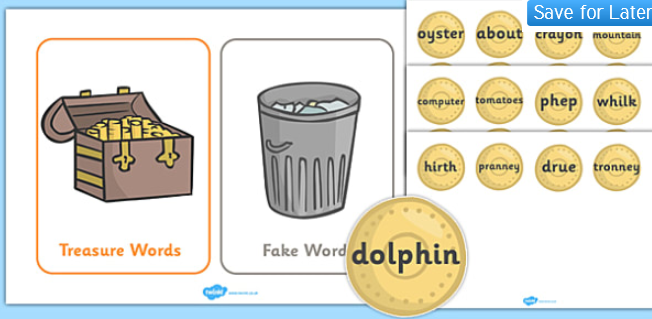 Save for Later
oyster about crayon mountain
computer tomatoes phep whilk
hirth pranney drue tronney
Treasure Words
Fake Word
dolphin
twinkl